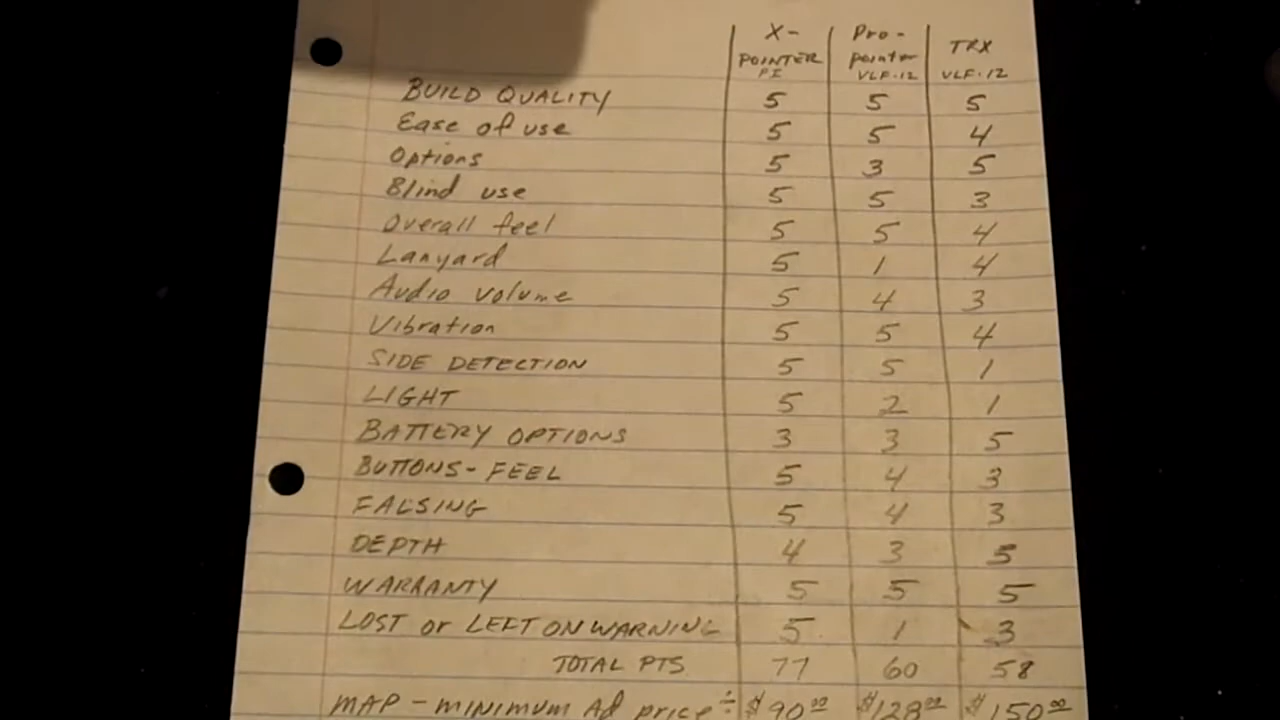 X- Pro- TRX
POINTER pointer VLF-12
PI VLF-12
BUILD QUALITY 5 5 5
Ease of use 5 5 4
Options 5 3 5
Blind use 5 5 3
Overall feel 5 5 4
Lanyard 5 1 4
Audio volume 5 4 3
Vibration 5 5 4
SIDE DETECTION 5 5 1
LIGHT 5 2 1
BATTERY OPTIONS 3 3 5
BUTTONS- FEEL 5 4 3
FALSING 5 4 3
DEPTH 4 3 5
WARRANTY 5 5 5
LOST or LEFT ON WARNING 5 1 3
TOTAL PTS 77 60 58
MAP - MINIMUM Ad price ÷ $90.00 $128.00 $150.00